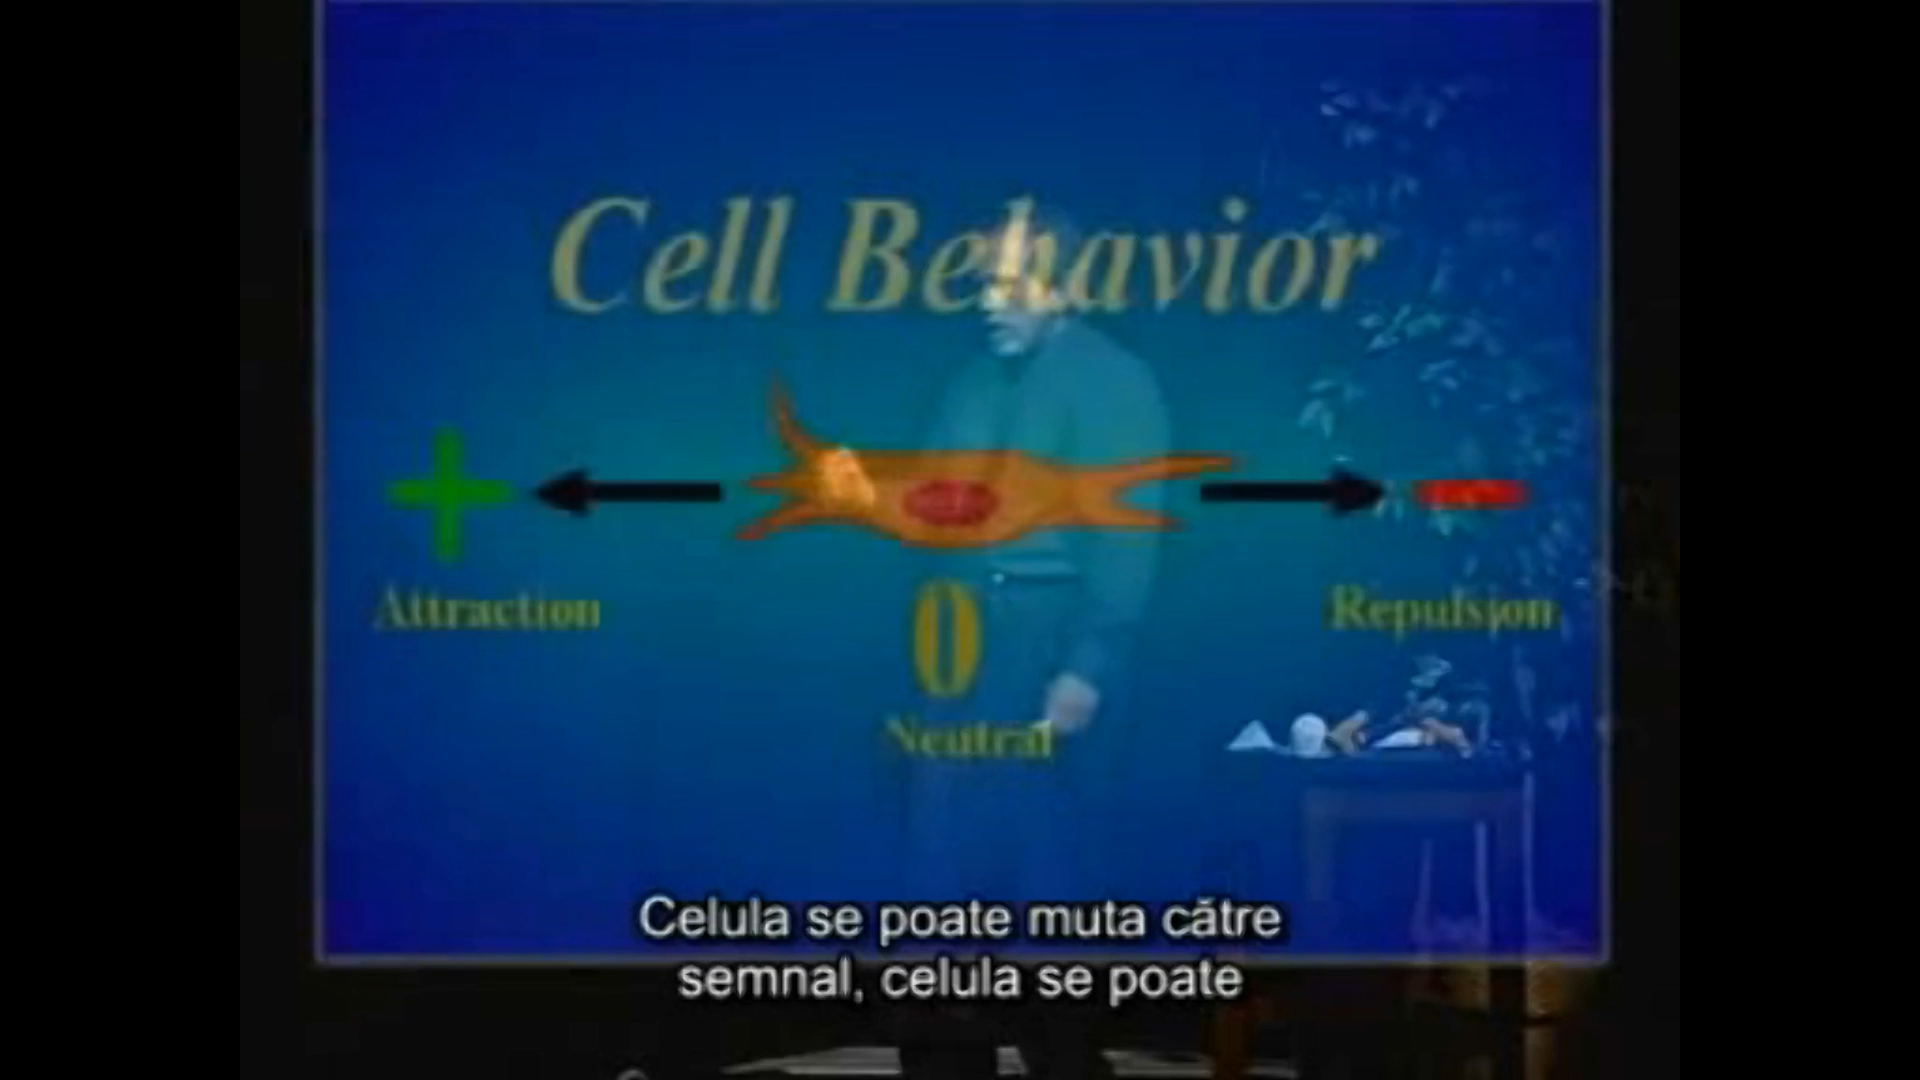 Cell Behavior
Attraction
Repulsion
0
Neutral
Celula se poate muta către
semnal, celula se poate